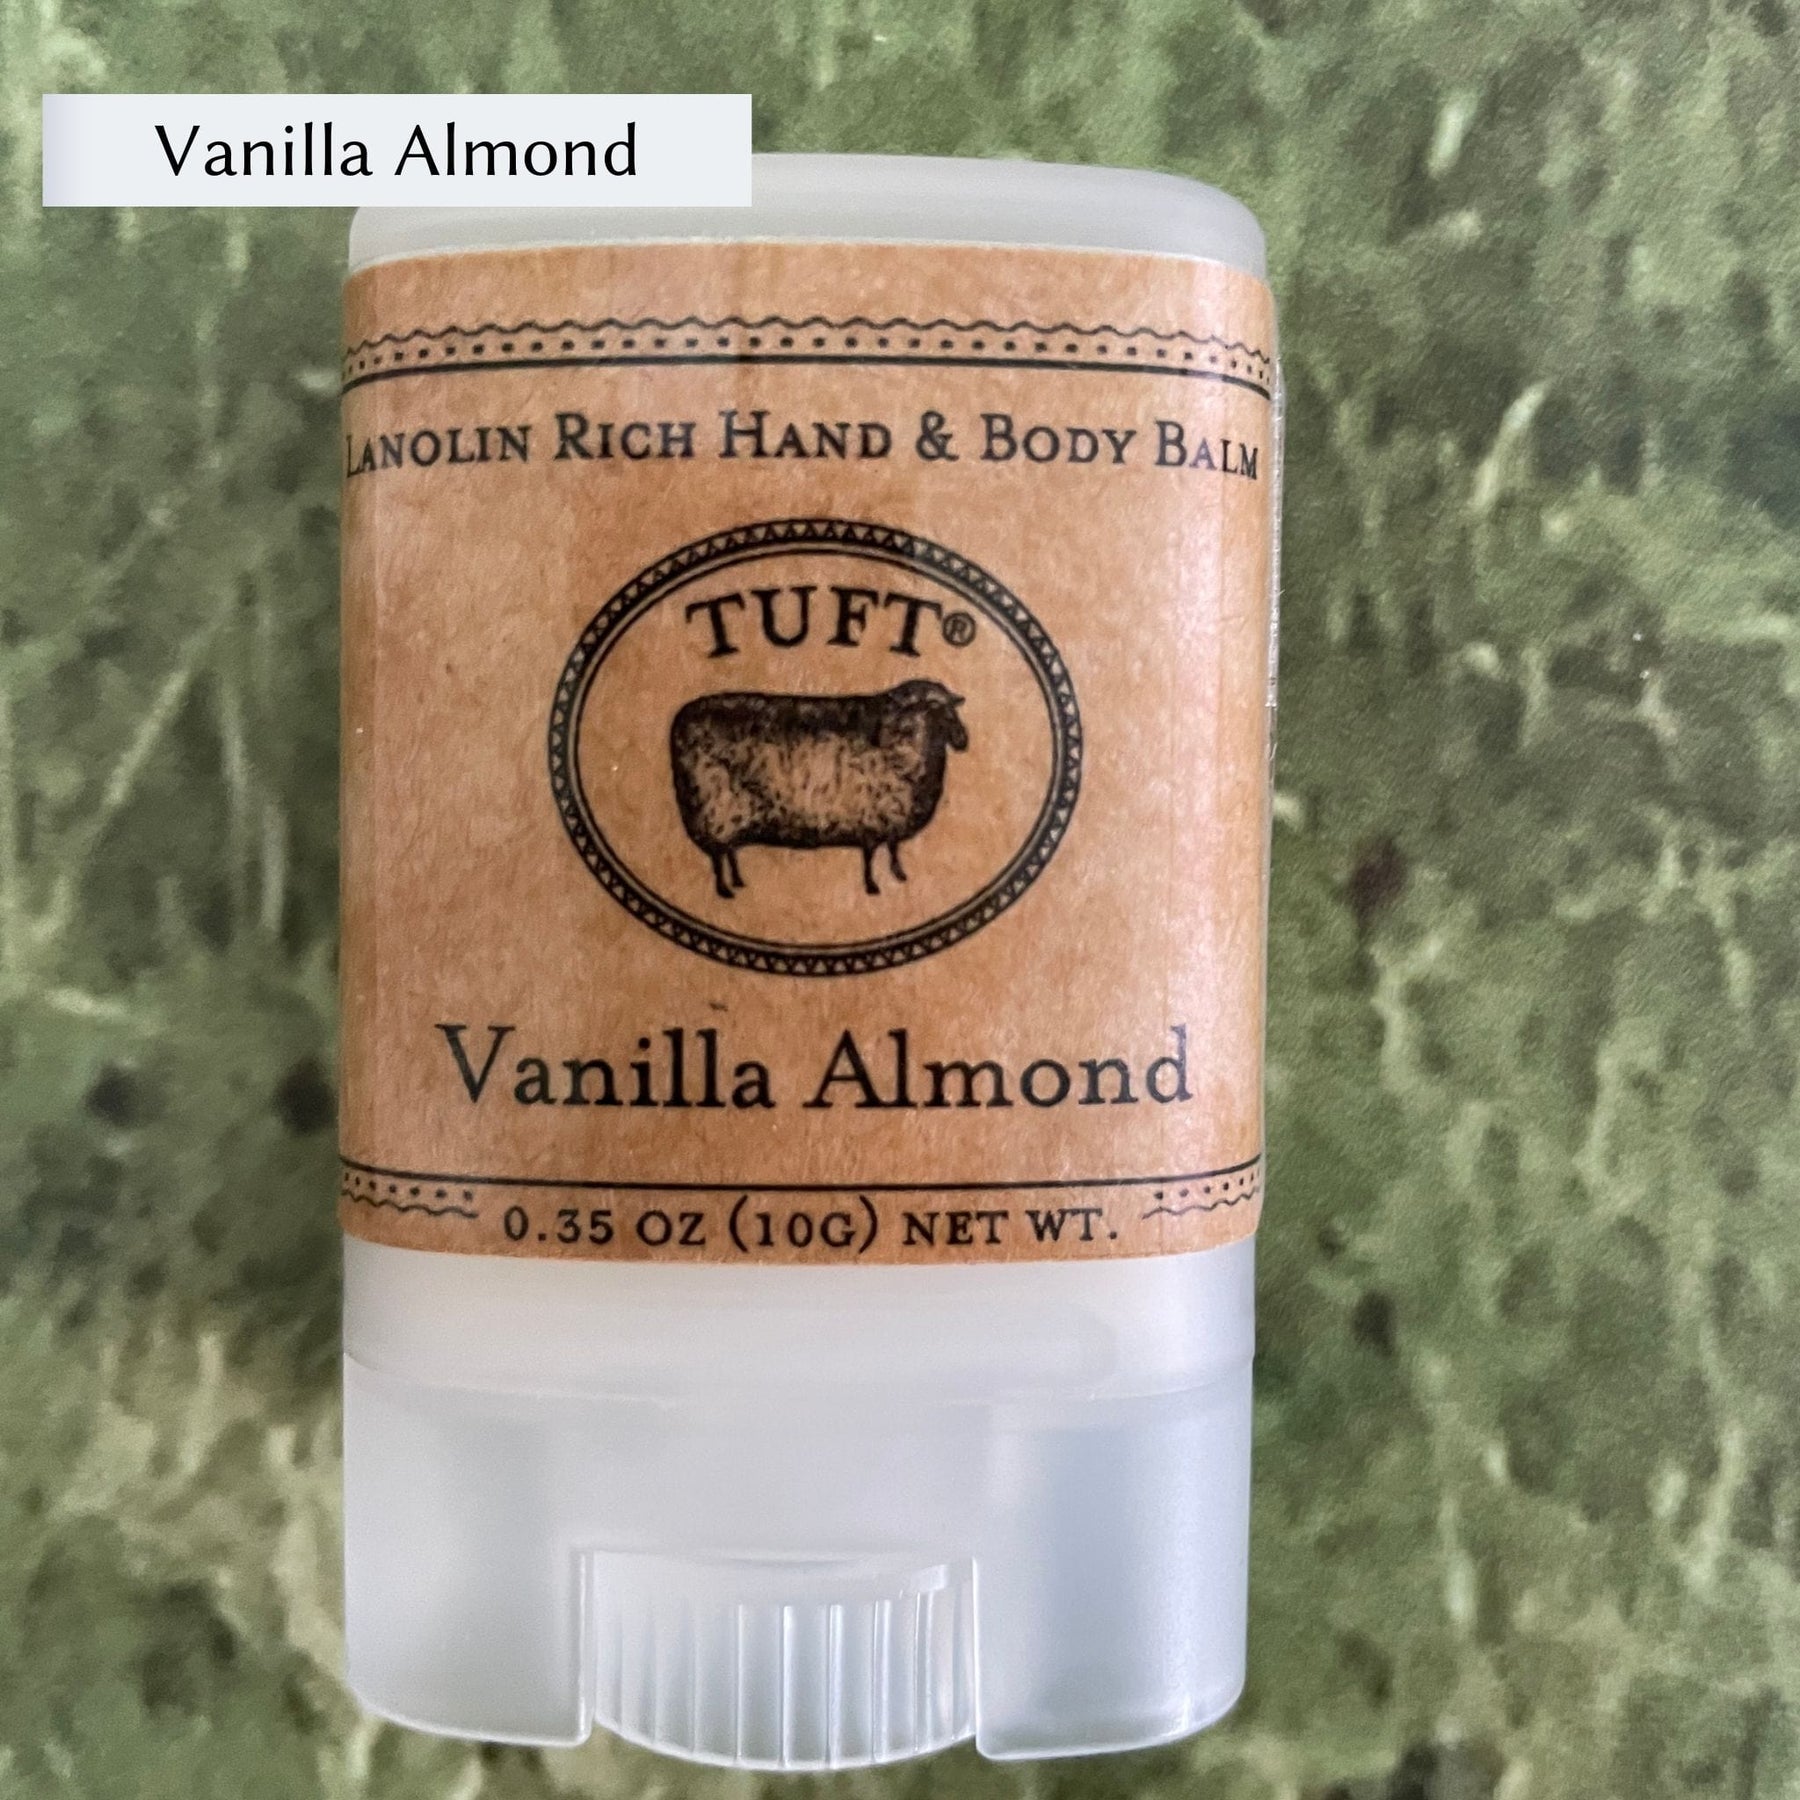 Vanilla Almond
Lanolin Rich Hand & Body Balm
TUFT®
Vanilla Almond
0.35 OZ (10G) NET WT.